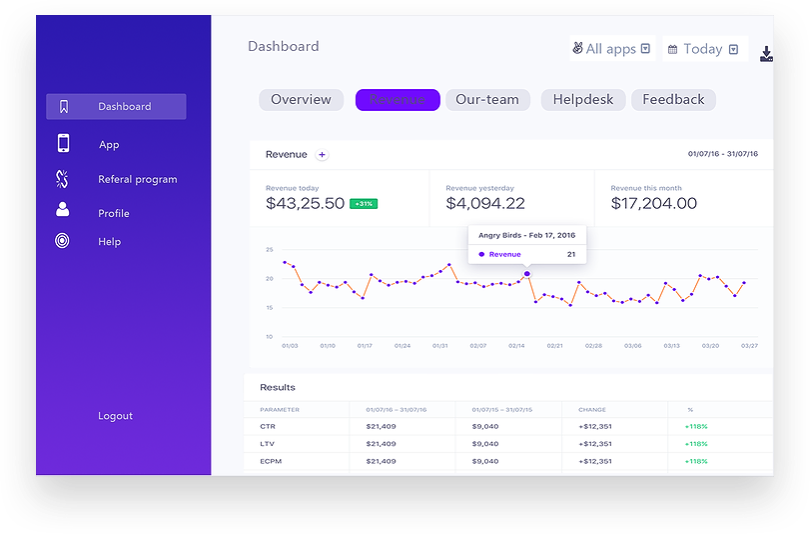 Dashboard
App
Referal program
Profile
Help
Logout
Dashboard
All apps
Today
Overview
Revenue
Our-team
Helpdesk
Feedback
Revenue +
01/07/16 - 31/07/16
Revenue today
$43,25.50 +31%
Revenue yesterday
$4,094.22
Revenue this month
$17,204.00
Angry Birds - Feb 17, 2016
Revenue 21
25
20
15
10
01/03 01/10 01/17 01/24 01/31 02/07 02/14 02/21 02/28 03/06 03/13 03/20 03/27
Results
PARAMETER 01/07/16 - 31/07/16 01/07/15 - 31/07/15 CHANGE %
CTR $21,409 $9,040 +$12,351 +118%
LTV $21,409 $9,040 +$12,351 +118%
ECPM $21,409 $9,040 +$12,351 +118%